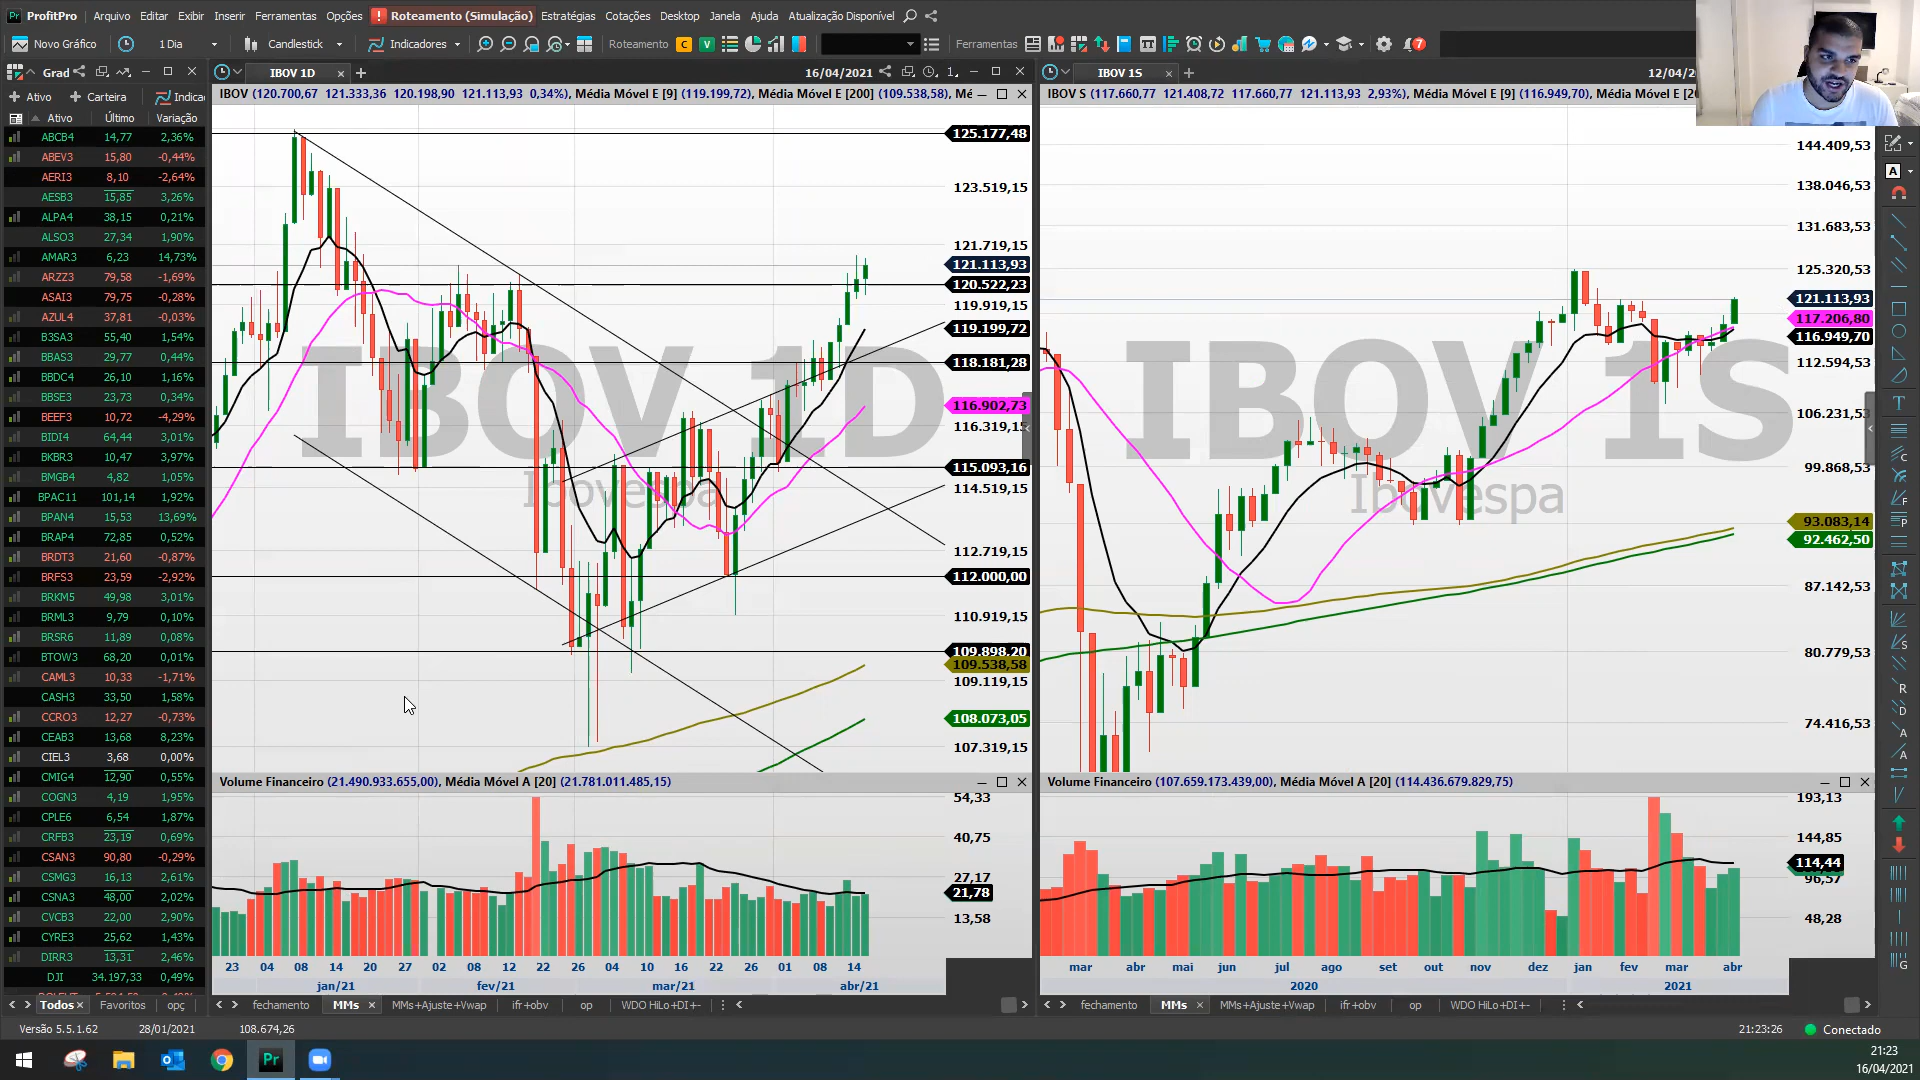 ProfitPro Arquivo Editar Exibir Inserir Ferramentas Opções Roteamento (Simulação) Estratégias Cotações Desktop Janela Ajuda Atualização Disponível
Novo Gráfico 1 Dia Candlestick Indicadores Roteamento C V Ferramentas 7
Grad
Ativo Carteira Indica
Ativo Último Variação
ABCB4 14,77 2,36%
ABEV3 15,80 -0,44%
AERI3 8,10 -2,64%
AESB3 15,85 3,26%
ALPA4 38,15 0,21%
ALSO3 27,34 1,90%
AMAR3 6,23 14,73%
ARZZ3 79,58 -1,69%
ASAI3 79,75 -0,28%
AZUL4 37,81 -0,03%
B3SA3 55,40 1,54%
BBAS3 29,77 0,44%
BBDC4 26,10 1,16%
BBSE3 23,73 0,34%
BEEF3 10,72 -4,29%
BIDI4 64,44 3,01%
BKBR3 10,47 3,97%
BMGB4 4,82 1,05%
BPAC11 101,14 1,92%
BPAN4 15,53 13,69%
BRAP4 72,85 0,52%
BRDT3 21,60 -0,87%
BRFS3 23,59 -2,92%
BRKM5 49,98 3,01%
BRML3 9,79 0,10%
BRSR6 11,89 0,08%
BTOW3 68,20 0,01%
CAML3 10,33 -1,71%
CASH3 33,50 1,58%
CCRO3 12,27 -0,73%
CEAB3 13,68 8,23%
CIEL3 3,68 0,00%
CMIG4 12,90 0,55%
COGN3 4,19 1,95%
CPLE6 6,54 1,87%
CRFB3 23,19 0,69%
CSAN3 90,80 -0,29%
CSMG3 16,13 2,61%
CSNA3 48,00 2,02%
CVCB3 22,00 2,90%
CYRE3 25,62 1,43%
DIRR3 13,31 2,46%
DJI 34.197,33 0,49%
Todos Favoritos opç
IBOV 1D 16/04/2021
IBOV (120.700,67 121.333,36 120.198,90 121.113,93 0,34%), Média Móvel E [9] (119.199,72), Média Móvel E [200] (109.538,58), Mé
125.177,48
123.519,15
121.719,15
121.113,93
120.522,23
119.919,15
119.199,72
118.181,28
116.902,73
116.319,15
115.093,16
114.519,15
112.719,15
112.000,00
110.919,15
109.898,20
109.538,58
109.119,15
108.073,05
107.319,15
IBOV 1D
Ibovespa
Volume Financeiro (21.490.933.655,00), Média Móvel A [20] (21.781.011.485,15)
54,33
40,75
27,17
21,78
13,58
23 04 08 14 20 27 02 08 12 22 26 04 10 16 22 26 01 08 14
jan/21 fev/21 mar/21 abr/21
fechamento MMs MMs+Ajuste+Vwap ifr+obv op WDO HiLo+DI+-
IBOV 1S 12/04/20
IBOV S (117.660,77 121.408,72 117.660,77 121.113,93 2,93%), Média Móvel E [9] (116.949,70), Média Móvel E [20
144.409,53
138.046,53
131.683,53
125.320,53
121.113,93
117.206,80
116.949,70
112.594,53
106.231,53
99.868,53
93.083,14
92.462,50
87.142,53
80.779,53
74.416,53
IBOV 1S
Ibovespa
Volume Financeiro (107.659.173.439,00), Média Móvel A [20] (114.436.679.829,75)
193,13
144,85
114,44
96,57
48,28
mar abr mai jun jul ago set out nov dez jan fev mar abr
2020 2021
fechamento MMs MMs+Ajuste+Vwap ifr+obv op WDO HiLo+DI+-
Versão 5.5.1.62 28/01/2021 108.674,26 21:23:26 Conectado
21:23
16/04/2021